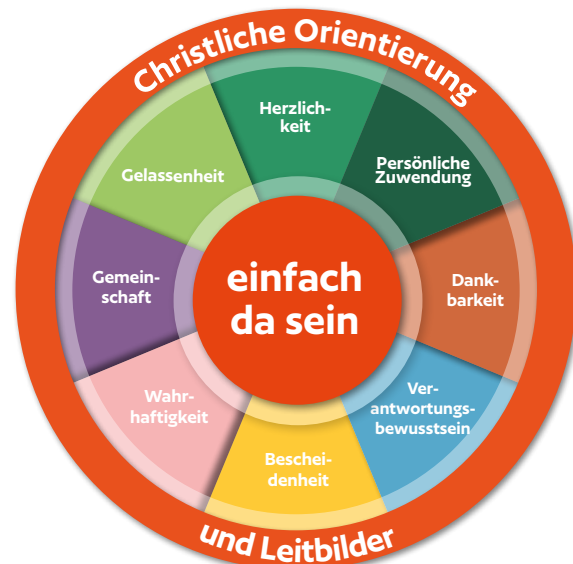 Christliche Orientierung
Herzlich-
keit
Persönliche
Zuwendung
Dank-
barkeit
Ver-
antwortungs-
bewusstsein
Beschei-
denheit
Wahr-
haftigkeit
Gemein-
schaft
Gelassenheit
einfach
da sein
und Leitbilder